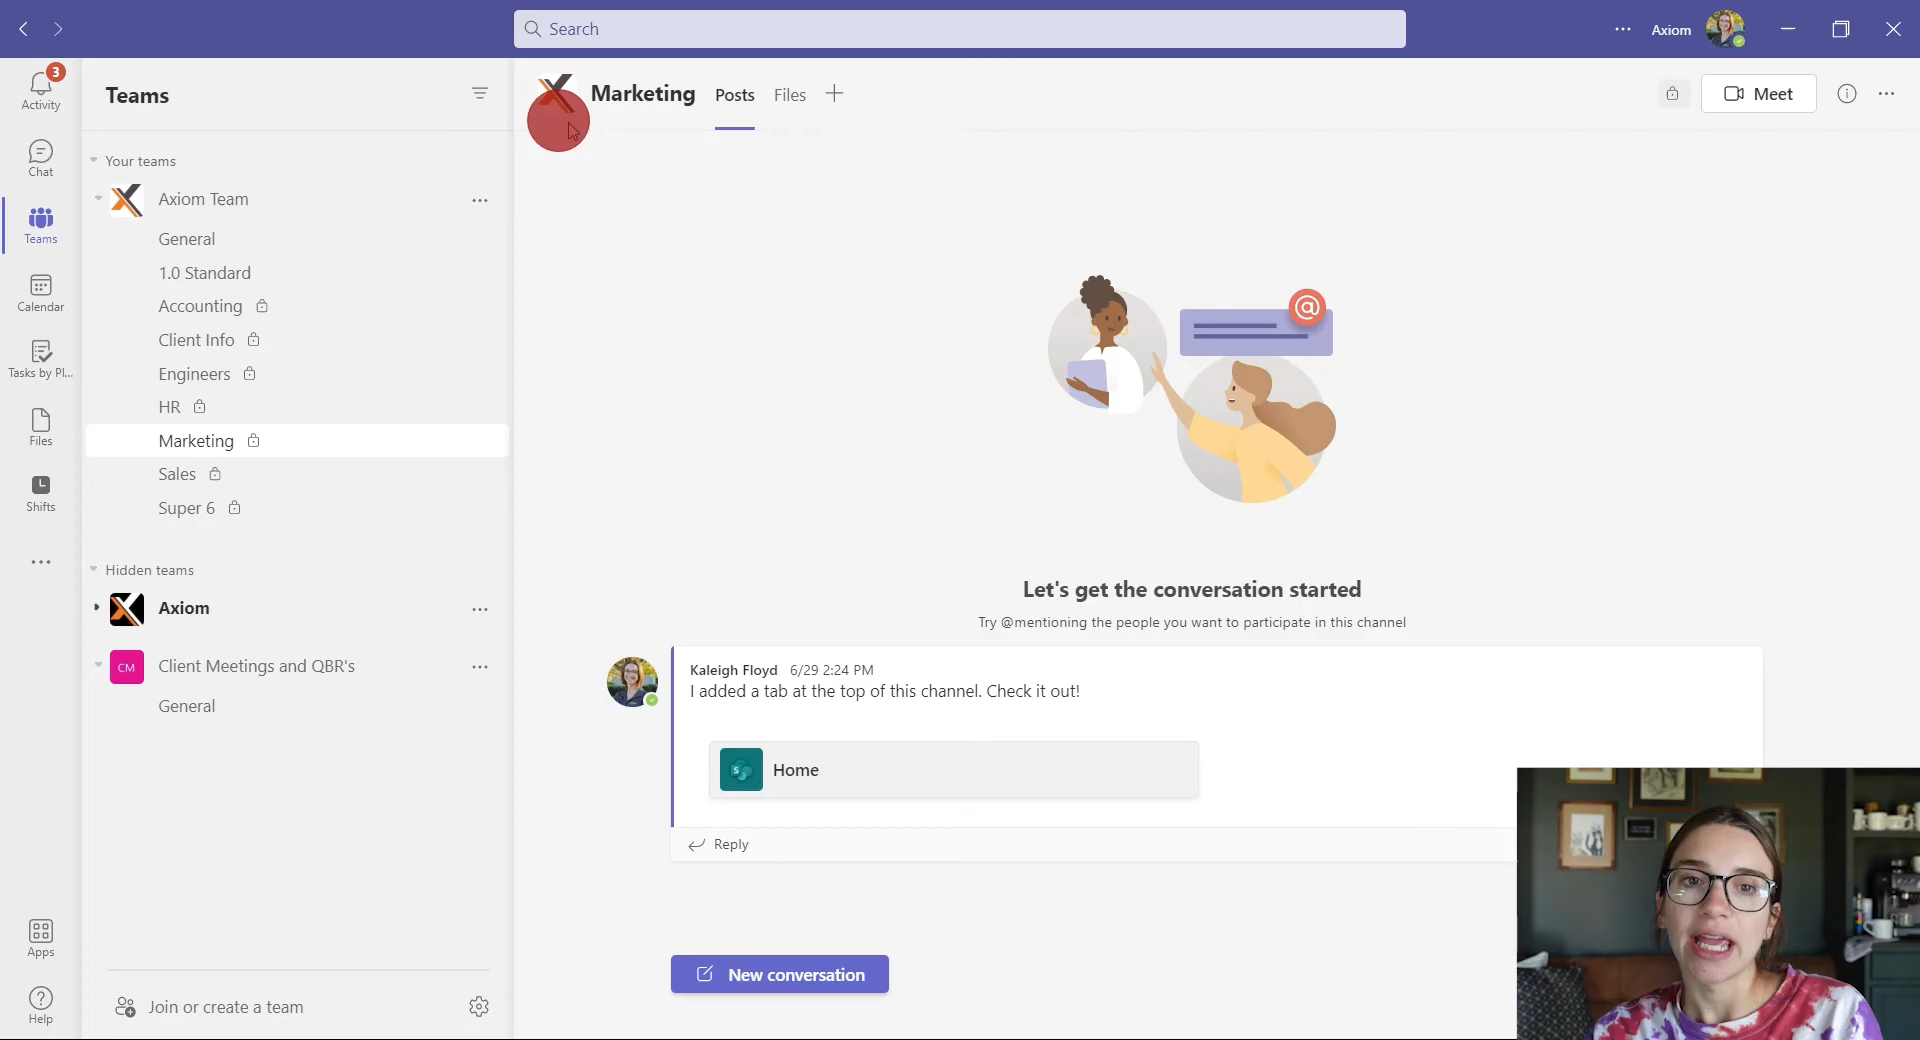 Search
Axiom
3
Activity
Chat
Teams
Calendar
Tasks by Pl...
Files
Shifts
Apps
Help
Teams
Your teams
Axiom Team
General
1.0 Standard
Accounting
Client Info
Engineers
HR
Marketing
Sales
Super 6
Hidden teams
Axiom
CM Client Meetings and QBR's
General
Join or create a team
Marketing Posts Files
Meet
@
Let's get the conversation started
Try @mentioning the people you want to participate in this channel
Kaleigh Floyd 6/29 2:24 PM
I added a tab at the top of this channel. Check it out!
S Home
Reply
New conversation